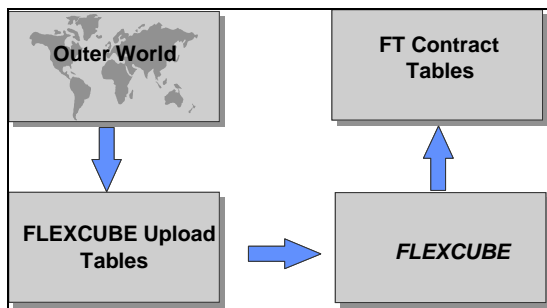 Outer World
FT Contract
Tables
FLEXCUBE Upload
Tables
FLEXCUBE